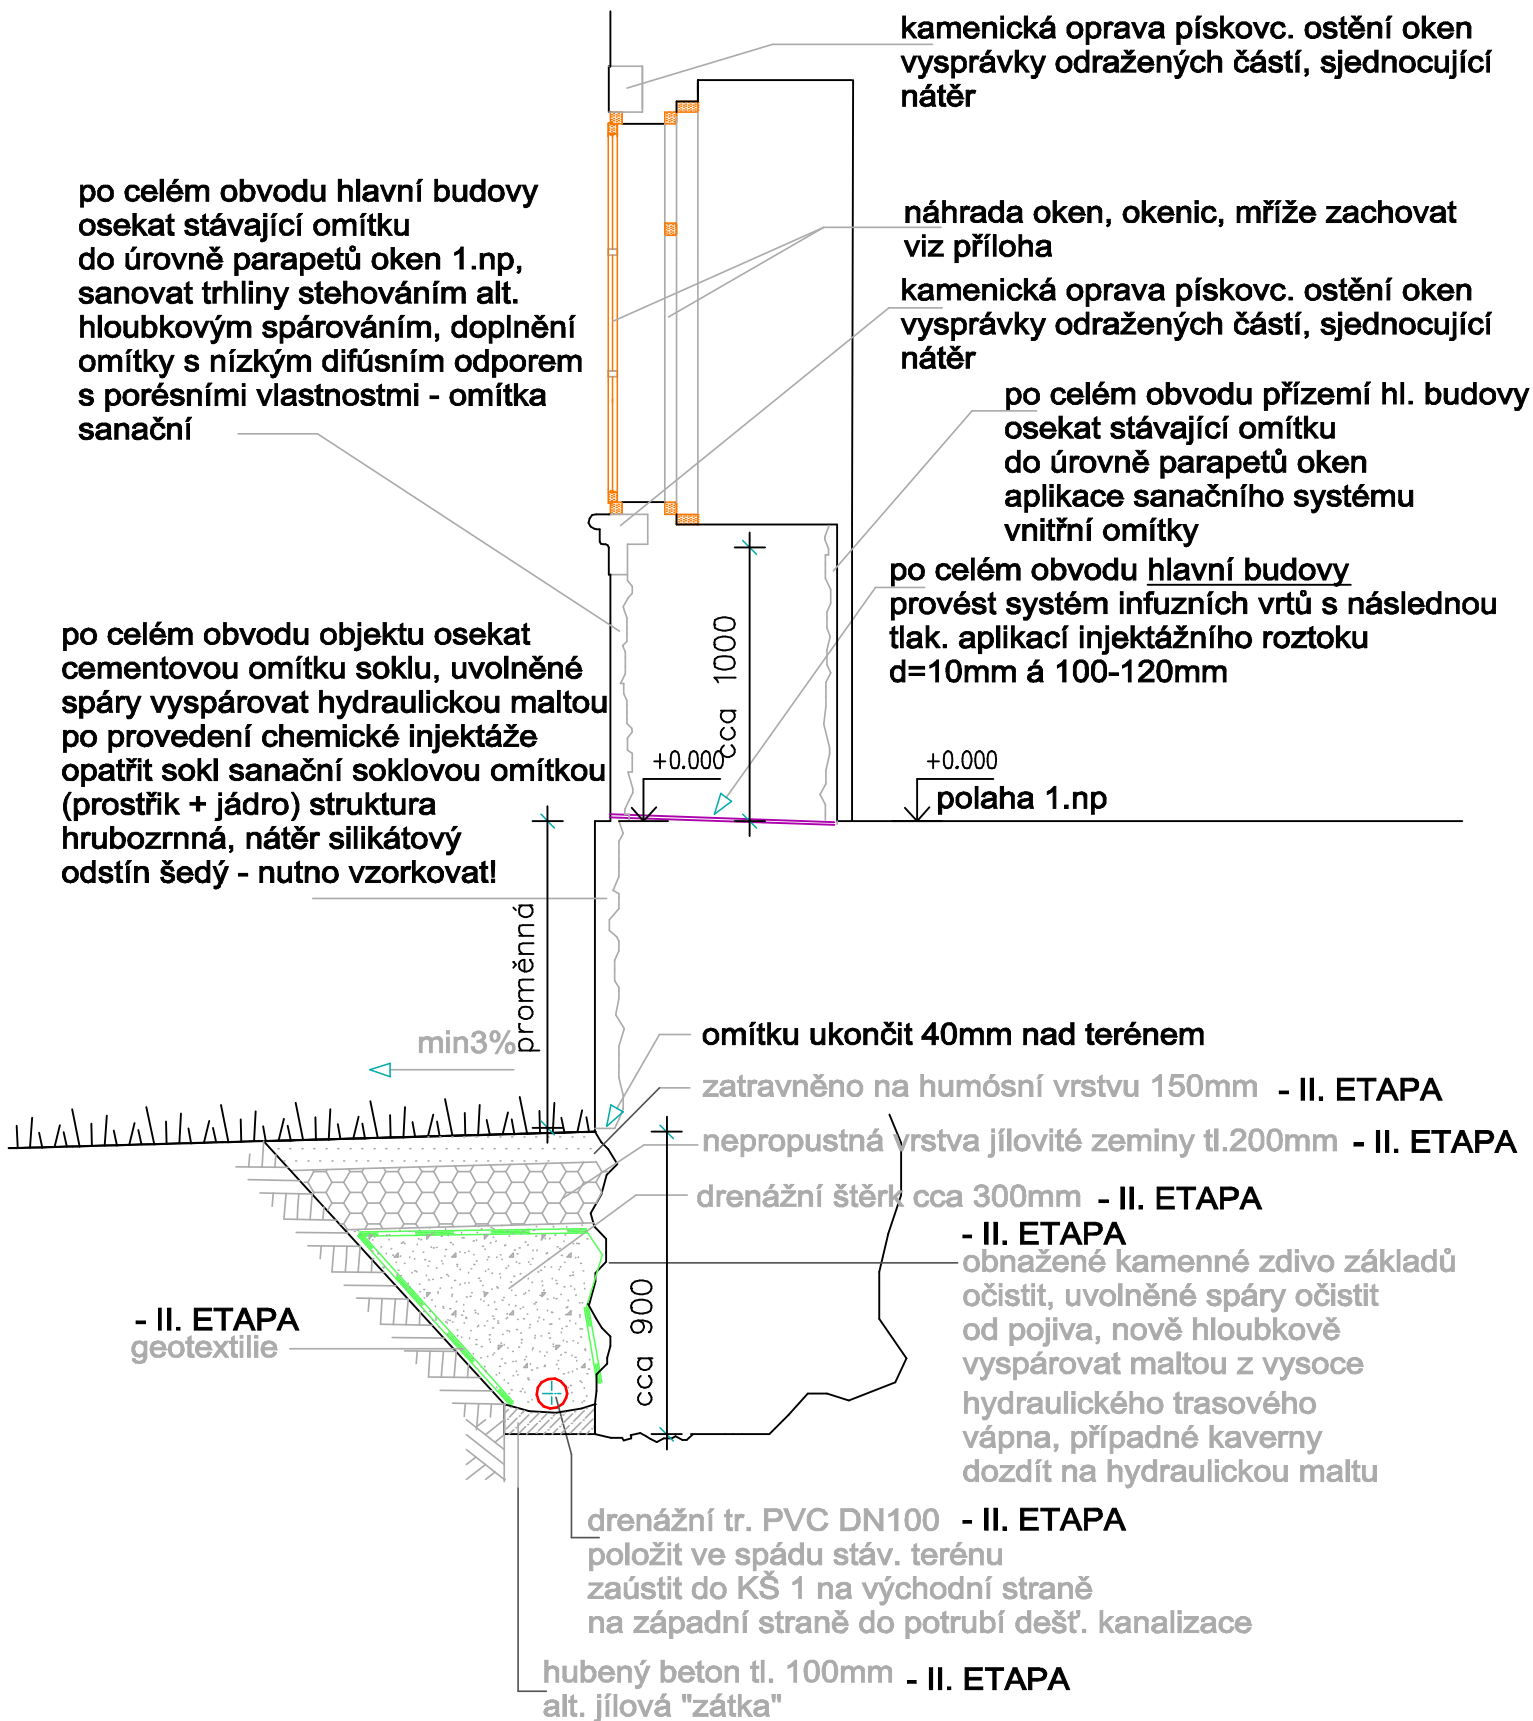 kamenická oprava pískovc. ostění oken
vysprávky odražených částí, sjednocující
nátěr
po celém obvodu hlavní budovy
osekat stávající omítku
do úrovně parapetů oken 1.np,
sanovat trhliny stehováním alt.
hloubkovým spárováním, doplnění
omítky s nízkým difúsním odporem
s porésními vlastnostmi - omítka
sanační
náhrada oken, okenic, mříže zachovat
viz příloha
kamenická oprava pískovc. ostění oken
vysprávky odražených částí, sjednocující
nátěr
po celém obvodu přízemí hl. budovy
osekat stávající omítku
do úrovně parapetů oken
aplikace sanačního systému
vnitřní omítky
po celém obvodu hlavní budovy
provést systém infuzních vrtů s následnou
tlak. aplikací injektážního roztoku
d=10mm á 100-120mm
po celém obvodu objektu osekat
cementovou omítku soklu, uvolněné
spáry vyspárovat hydraulickou maltou
po provedení chemické injektáže
opatřit sokl sanační soklovou omítkou
(prostřik + jádro) struktura
hrubozrnná, nátěr silikátový
odstín šedý - nutno vzorkovat!
cca 1000
+0.000
+0.000
polaha 1.np
proměnná
min3%
omítku ukončit 40mm nad terénem
zatravněno na humósní vrstvu 150mm - II. ETAPA
nepropustná vrstva jílovité zeminy tl.200mm - II. ETAPA
drenážní štěrk cca 300mm - II. ETAPA
- II. ETAPA
obnažené kamenné zdivo základů
očistit, uvolněné spáry očistit
od pojiva, nově hloubkově
vyspárovat maltou z vysoce
hydraulického trasového
vápna, případné kaverny
dozdít na hydraulickou maltu
cca 900
- II. ETAPA
geotextilie
drenážní tr. PVC DN100 - II. ETAPA
položit ve spádu stáv. terénu
zaústit do KŠ 1 na východní straně
na západní straně do potrubí dešť. kanalizace
hubený beton tl. 100mm - II. ETAPA
alt. jílová "zátka"